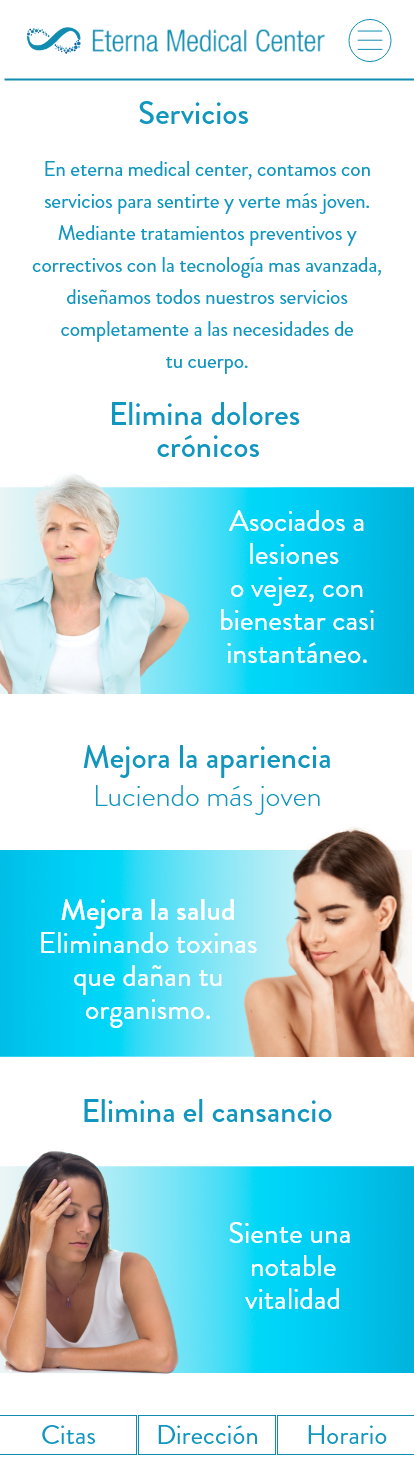 Eterna Medical Center
Servicios
En eterna medical center, contamos con
servicios para sentirte y verte más joven.
Mediante tratamientos preventivos y
correctivos con la tecnología mas avanzada,
diseñamos todos nuestros servicios
completamente a las necesidades de
tu cuerpo.
Elimina dolores
crónicos
Asociados a
lesiones
o vejez, con
bienestar casi
instantáneo.
Mejora la apariencia
Luciendo más joven
Mejora la salud
Eliminando toxinas
que dañan tu
organismo.
Elimina el cansancio
Siente una
notable
vitalidad
Citas
Dirección
Horario